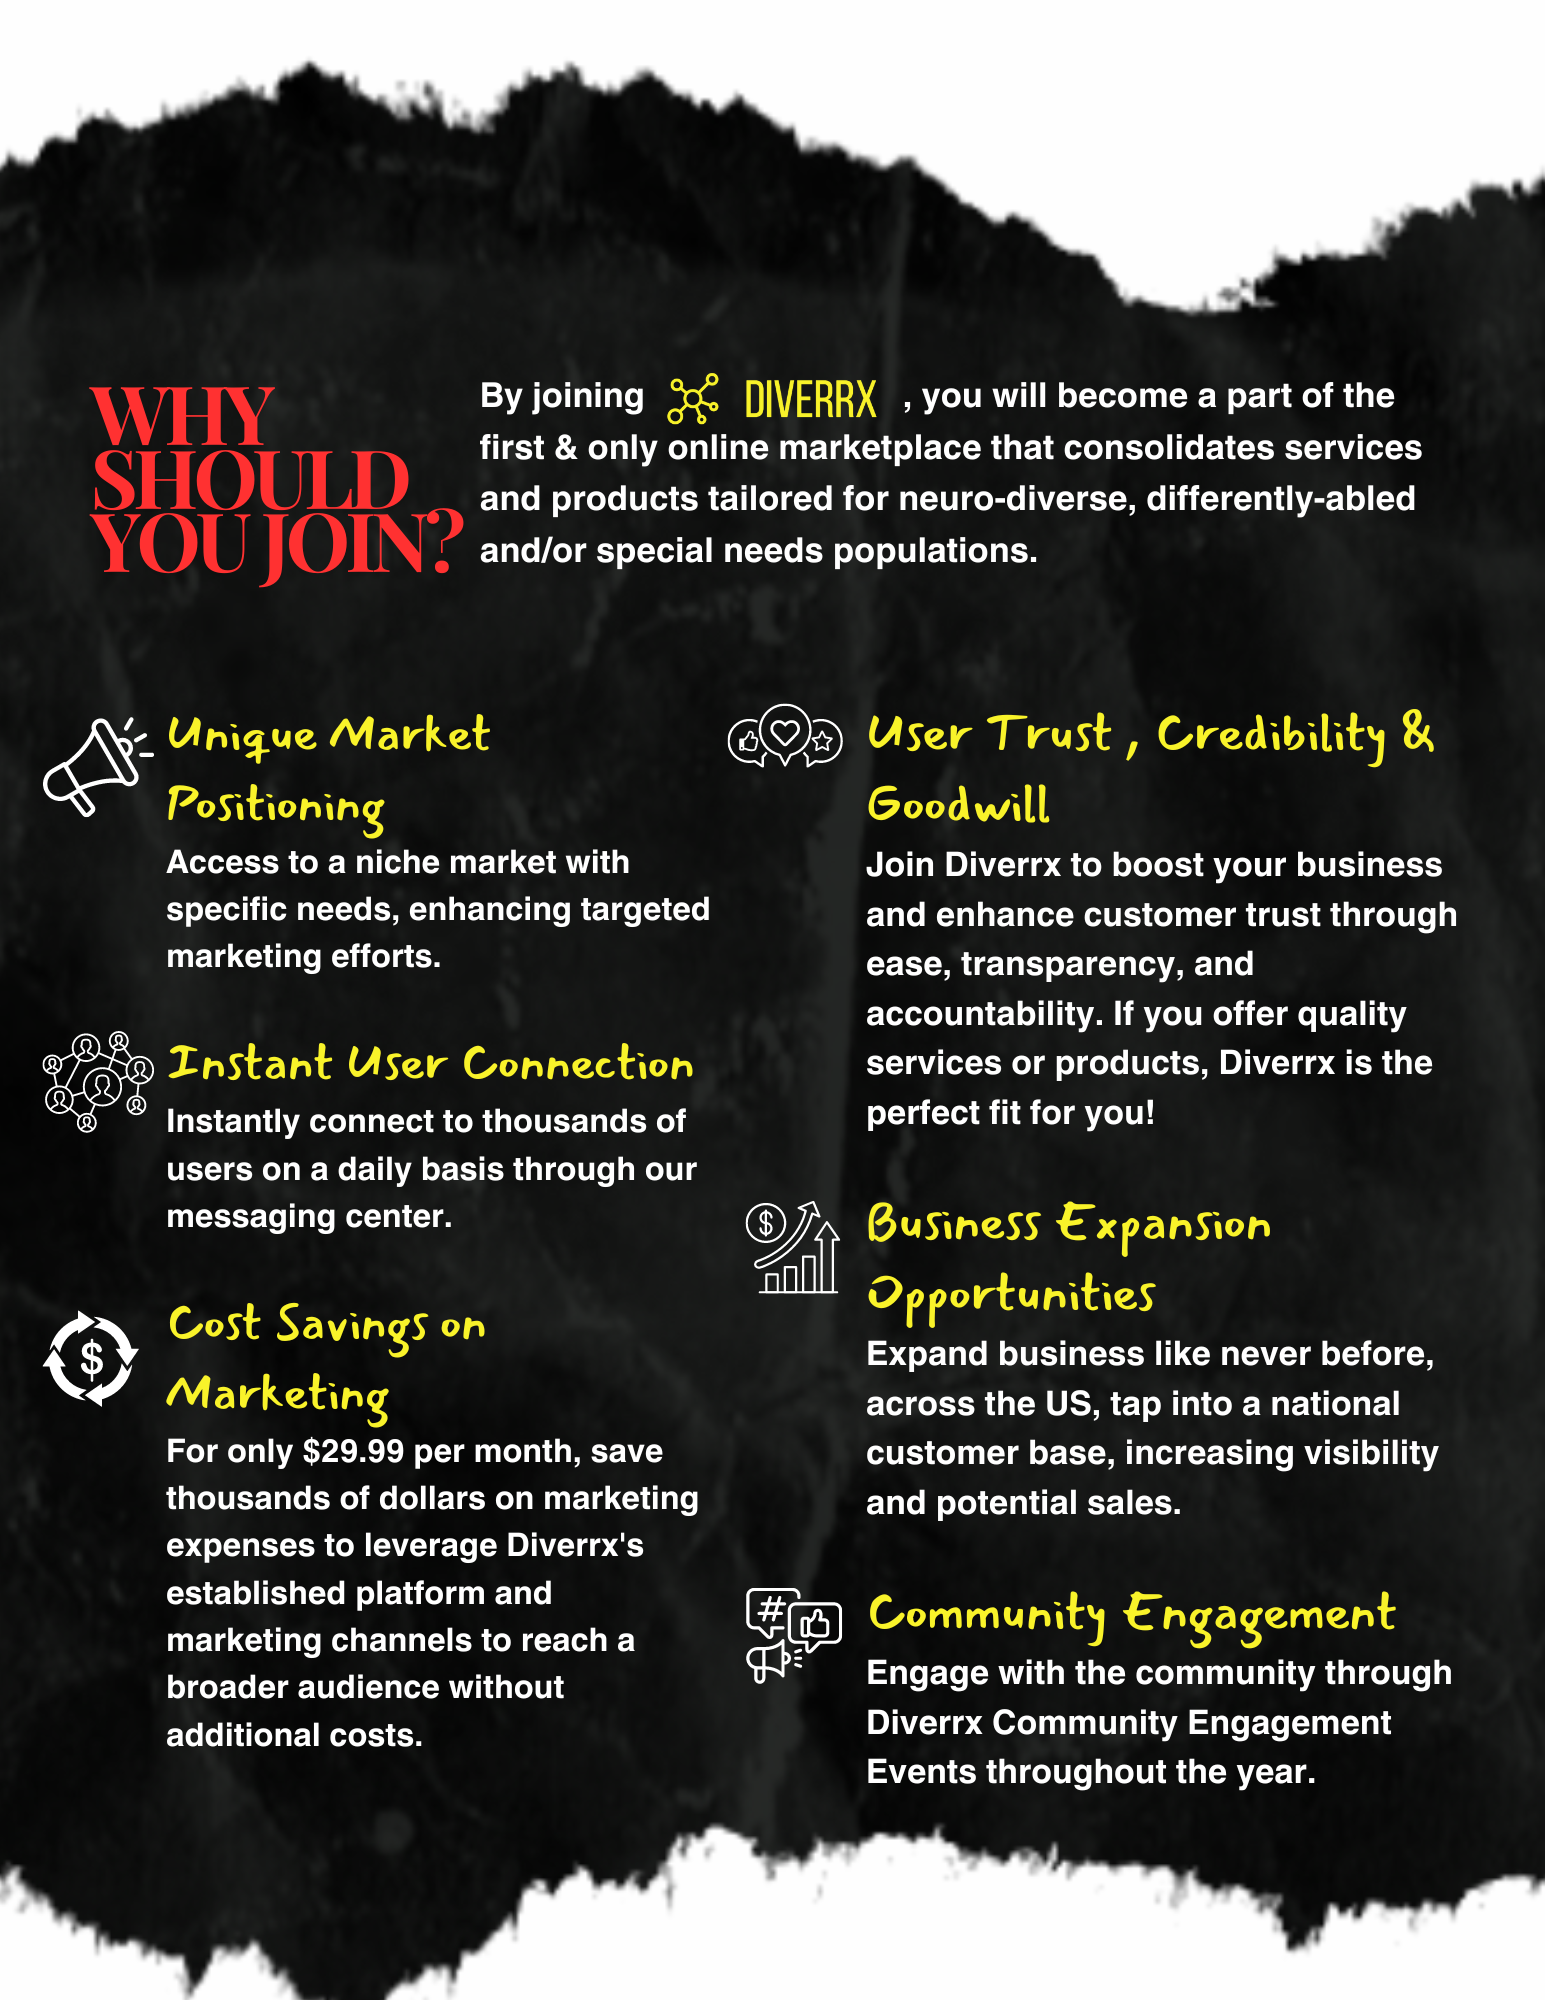 WHY
SHOULD
YOU JOIN?
By joining DIVERRX , you will become a part of the
first & only online marketplace that consolidates services
and products tailored for neuro-diverse, differently-abled
and/or special needs populations.
Unique Market
Positioning
Access to a niche market with
specific needs, enhancing targeted
marketing efforts.
Instant User Connection
Instantly connect to thousands of
users on a daily basis through our
messaging center.
Cost Savings on
Marketing
$
For only $29.99 per month, save
thousands of dollars on marketing
expenses to leverage Diverrx's
established platform and
marketing channels to reach a
broader audience without
additional costs.
User Trust , Credibility &
Goodwill
Join Diverrx to boost your business
and enhance customer trust through
ease, transparency, and
accountability. If you offer quality
services or products, Diverrx is the
perfect fit for you!
$
Business Expansion
Opportunities
Expand business like never before,
across the US, tap into a national
customer base, increasing visibility
and potential sales.
#
Community Engagement
Engage with the community through
Diverrx Community Engagement
Events throughout the year.